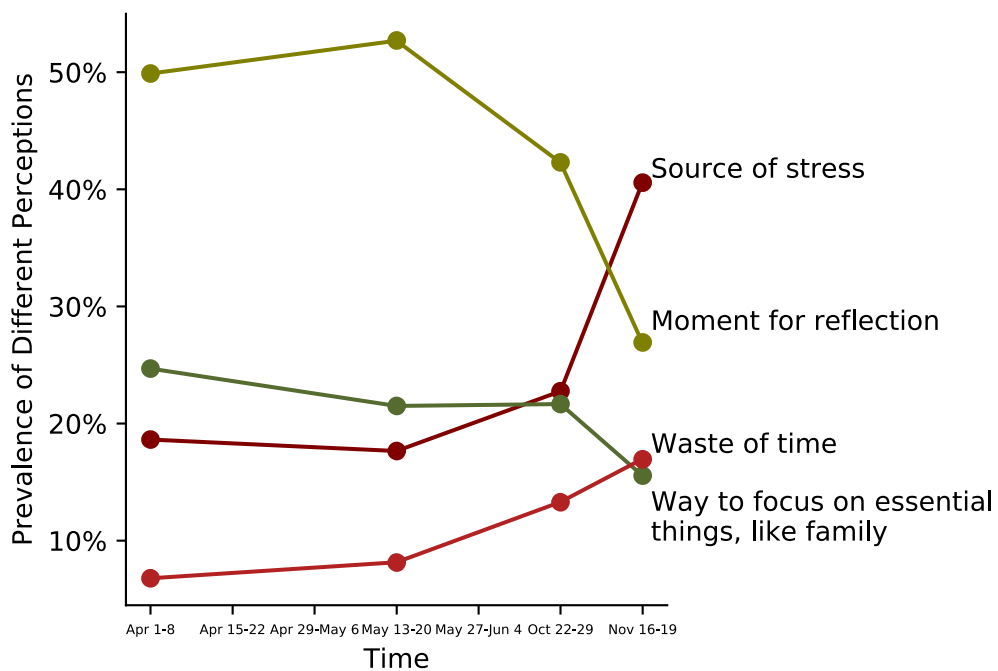 Prevalence of Different Perceptions
50%
40%
30%
20%
10%
Source of stress
Moment for reflection
Waste of time
Way to focus on essential
things, like family
Apr 1-8 Apr 15-22 Apr 29-May 6 May 13-20 May 27-Jun 4 Oct 22-29 Nov 16-19
Time